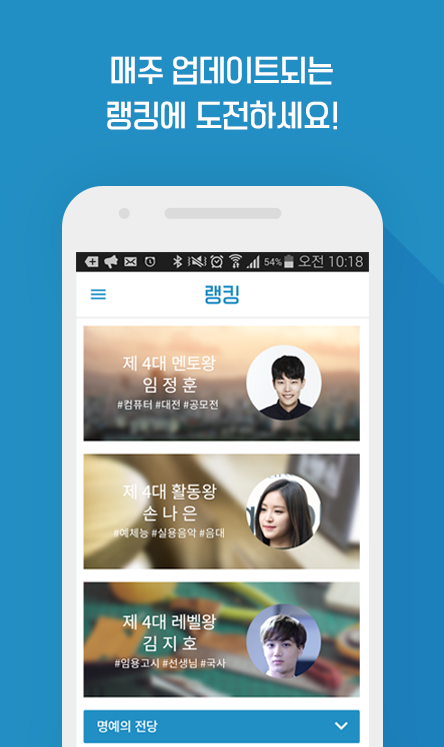 매주 업데이트되는
랭킹에 도전하세요!
54% 오전 10:18
랭킹
제 4대 멘토왕
임 정 훈
#컴퓨터 #대전 #공모전
제 4대 활동왕
손 나 은
#예체능 #실용음악 #음대
제 4대 레벨왕
김 지 호
#임용고시 #선생님 #국사
명예의 전당